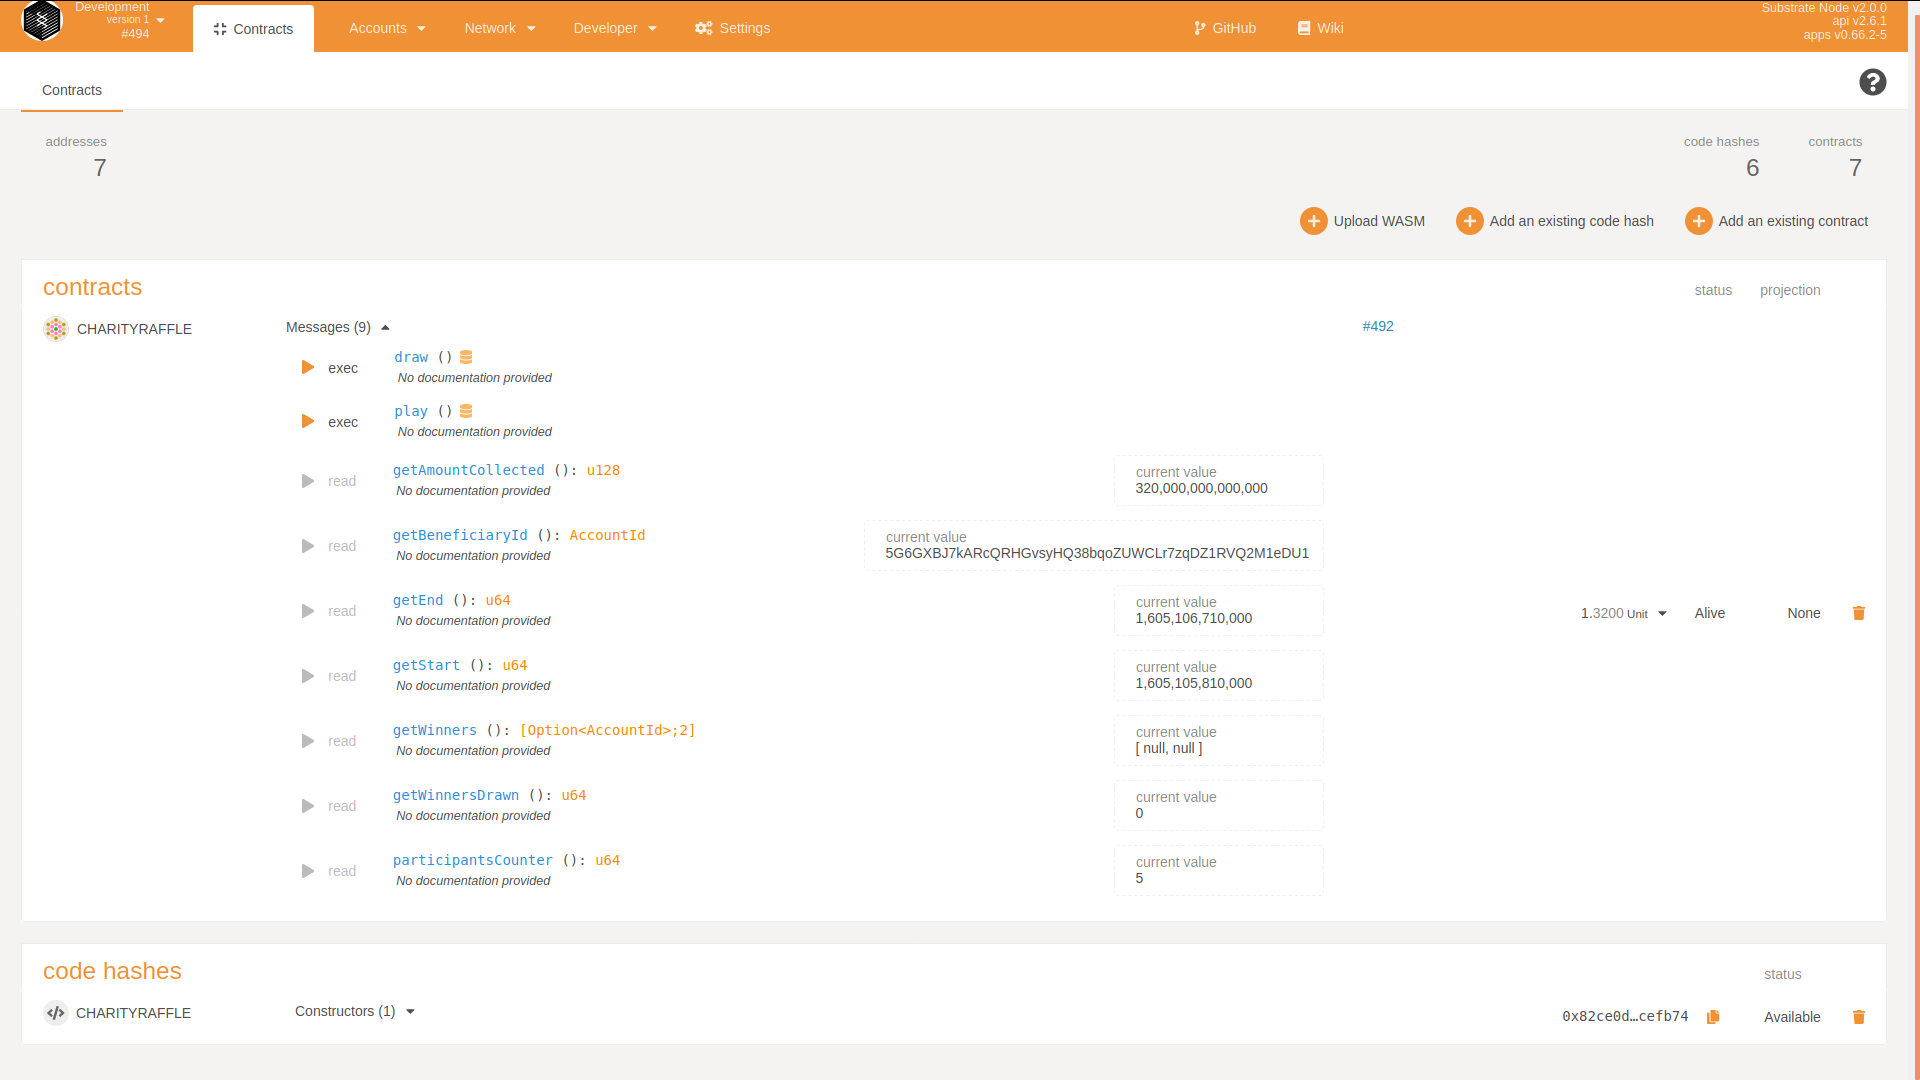 Development
version 1
#494
Contracts
Accounts
Network
Developer
Settings
GitHub
Wiki
Substrate Node v2.0.0
api v2.6.1
apps v0.66.2-5
Contracts
addresses
7
code hashes
6
contracts
7
Upload WASM
Add an existing code hash
Add an existing contract
contracts
status
projection
CHARITYRAFFLE
Messages (9)
#492
exec
draw ()
No documentation provided
exec
play ()
No documentation provided
read
getAmountCollected (): u128
No documentation provided
current value
320,000,000,000,000
read
getBeneficiaryId (): AccountId
No documentation provided
current value
5G6GXBJ7kARcQRHGvsyHQ38bqoZUWCLr7zqDZ1RVQ2M1eDU1
read
getEnd (): u64
No documentation provided
current value
1,605,106,710,000
1.3200 Unit
Alive
None
read
getStart (): u64
No documentation provided
current value
1,605,105,810,000
read
getWinners (): [Option<AccountId>;2]
No documentation provided
current value
[ null, null ]
read
getWinnersDrawn (): u64
No documentation provided
current value
0
read
participantsCounter (): u64
No documentation provided
current value
5
code hashes
status
CHARITYRAFFLE
Constructors (1)
0x82ce0d…cefb74
Available